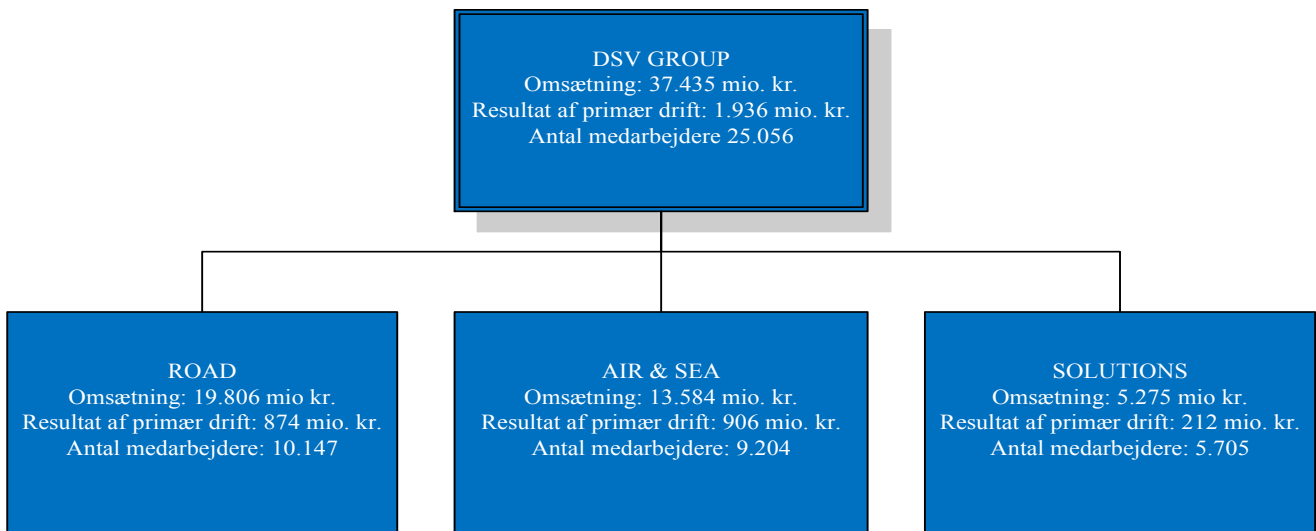 DSV GROUP
Omsætning: 37.435 mio. kr.
Resultat af primær drift: 1.936 mio. kr.
Antal medarbejdere 25.056
ROAD
Omsætning: 19.806 mio kr.
Resultat af primær drift: 874 mio. kr.
Antal medarbejdere: 10.147
AIR & SEA
Omsætning: 13.584 mio. kr.
Resultat af primær drift: 906 mio. kr.
Antal medarbejdere: 9.204
SOLUTIONS
Omsætning: 5.275 mio kr.
Resultat af primær drift: 212 mio. kr.
Antal medarbejdere: 5.705